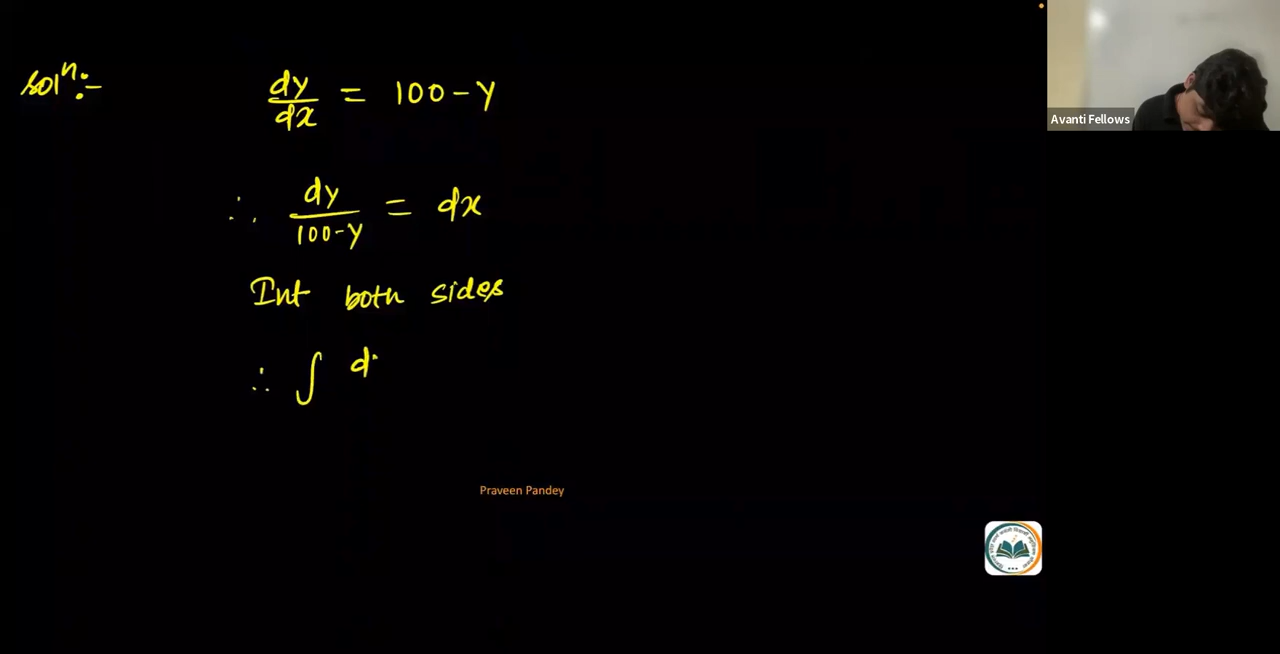 Solⁿ:-
dy/dx = 100 - y
∴ dy/(100 - y) = dx
Int both sides
∴ ∫ d
Avanti Fellows
Praveen Pandey